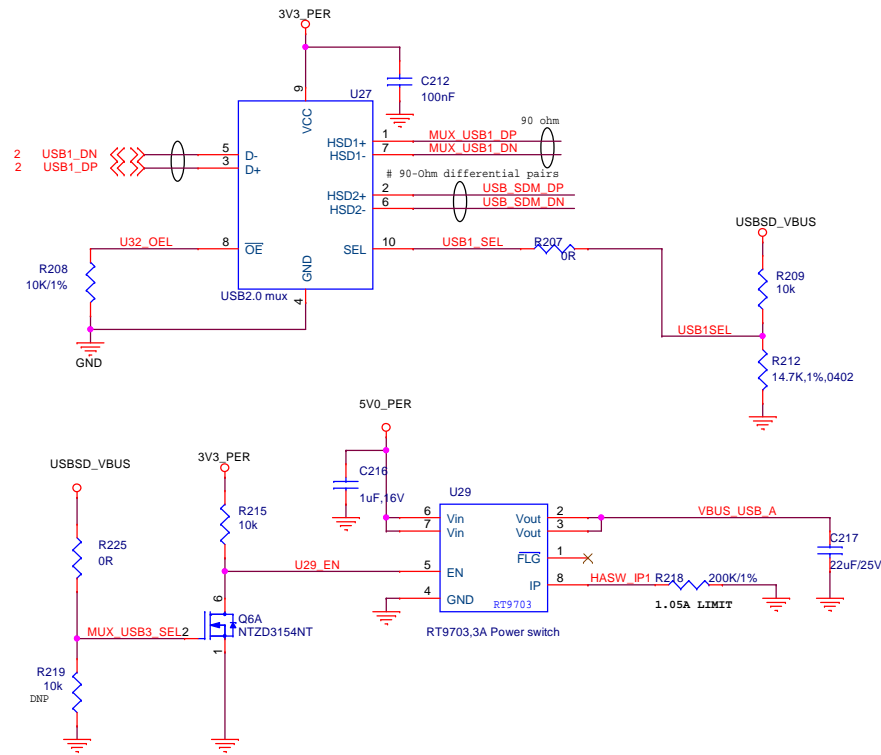 3V3_PER
C212
100nF
9
U27
VCC
90 ohm
2 USB1_DN
5
D-
2 USB1_DP
3
D+
HSD1+
1
MUX_USB1_DP
HSD1-
7
MUX_USB1_DN
# 90-Ohm differential pairs
HSD2+
2
USB_SDM_DP
HSD2-
6
USB_SDM_DN
USBSD_VBUS
U32_OEL
8
OE
SEL
10
USB1_SEL
R207
0R
R208
10K/1%
GND
4
USB2.0 mux
R209
10k
USB1SEL
GND
R212
14.7K,1%,0402
5V0_PER
USBSD_VBUS
3V3_PER
C216
1uF,16V
U29
R215
10k
6
Vin
7
Vin
Vout
2
Vout
3
VBUS_USB_A
C217
22uF/25V
R225
0R
U29_EN
5
EN
FLG
1
4
GND
IP
8
HASW_IP1
R218
200K/1%
1.05A LIMIT
RT9703
RT9703,3A Power switch
6
Q6A
NTZD3154NT
MUX_USB3_SEL
2
1
R219
10k
DNP